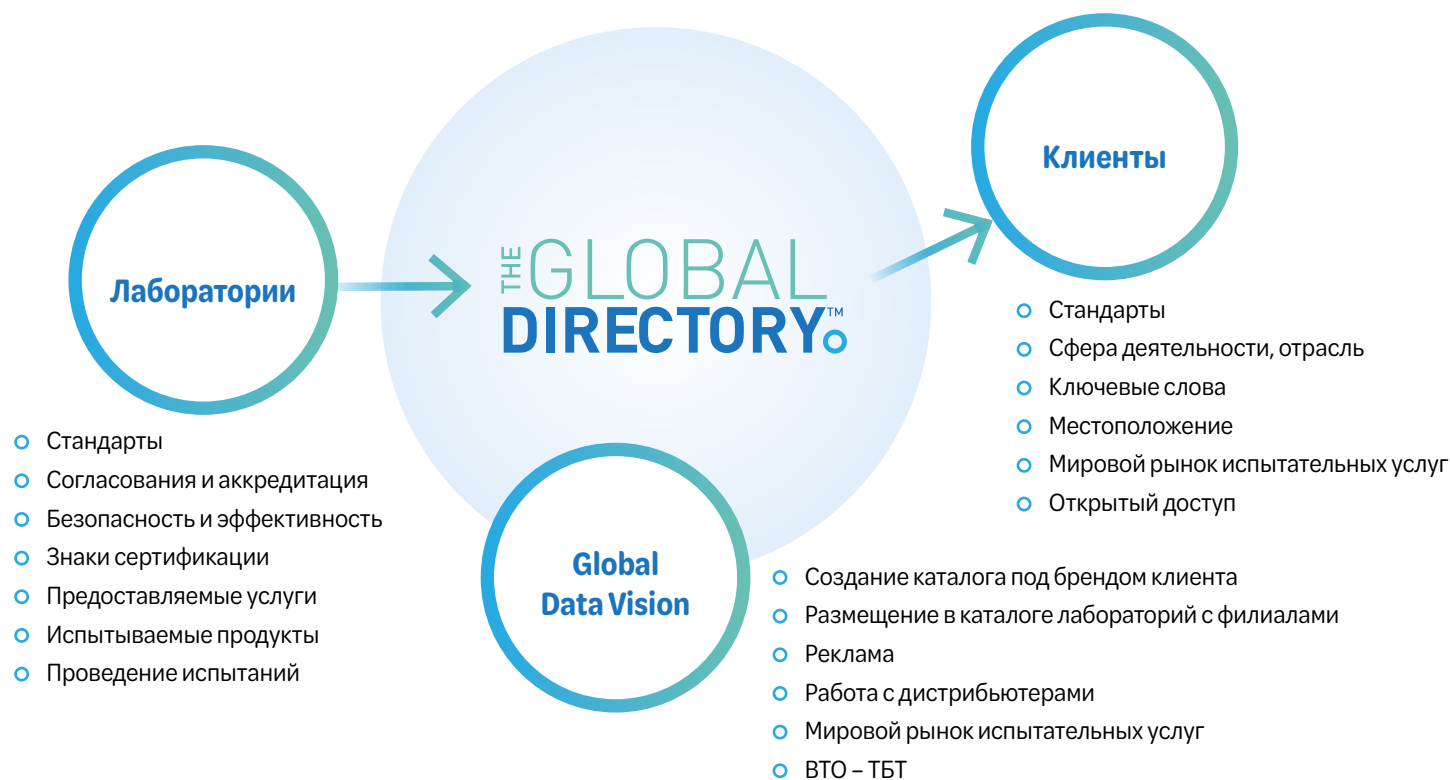 Лаборатории
Стандарты
Согласования и аккредитация
Безопасность и эффективность
Знаки сертификации
Предоставляемые услуги
Испытываемые продукты
Проведение испытаний
THE GLOBAL
DIRECTORY™
Global
Data Vision
Создание каталога под брендом клиента
Размещение в каталоге лабораторий с филиалами
Реклама
Работа с дистрибьютерами
Мировой рынок испытательных услуг
ВТО – ТБТ
Клиенты
Стандарты
Сфера деятельности, отрасль
Ключевые слова
Местоположение
Мировой рынок испытательных услуг
Открытый доступ